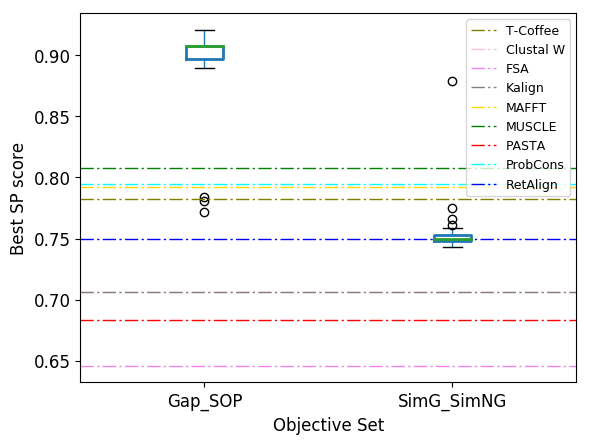 0.90
0.85
0.80
0.75
0.70
0.65
Best SP score
Gap_SOP
SimG_SimNG
Objective Set
T-Coffee
Clustal W
FSA
Kalign
MAFFT
MUSCLE
PASTA
ProbCons
RetAlign